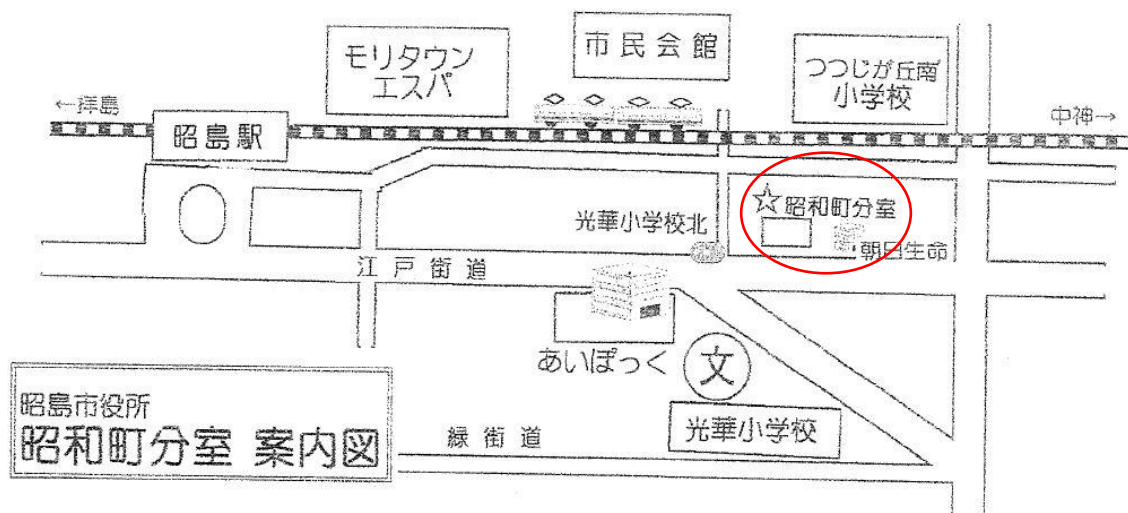 市民会館
モリタウン
エスパ
つつじが丘南
小学校
←拝島
昭島駅
中神→
☆昭和町分室
光華小学校北
朝日生命
江戸街道
あいぽっく
文
光華小学校
緑街道
昭島市役所
昭和町分室 案内図